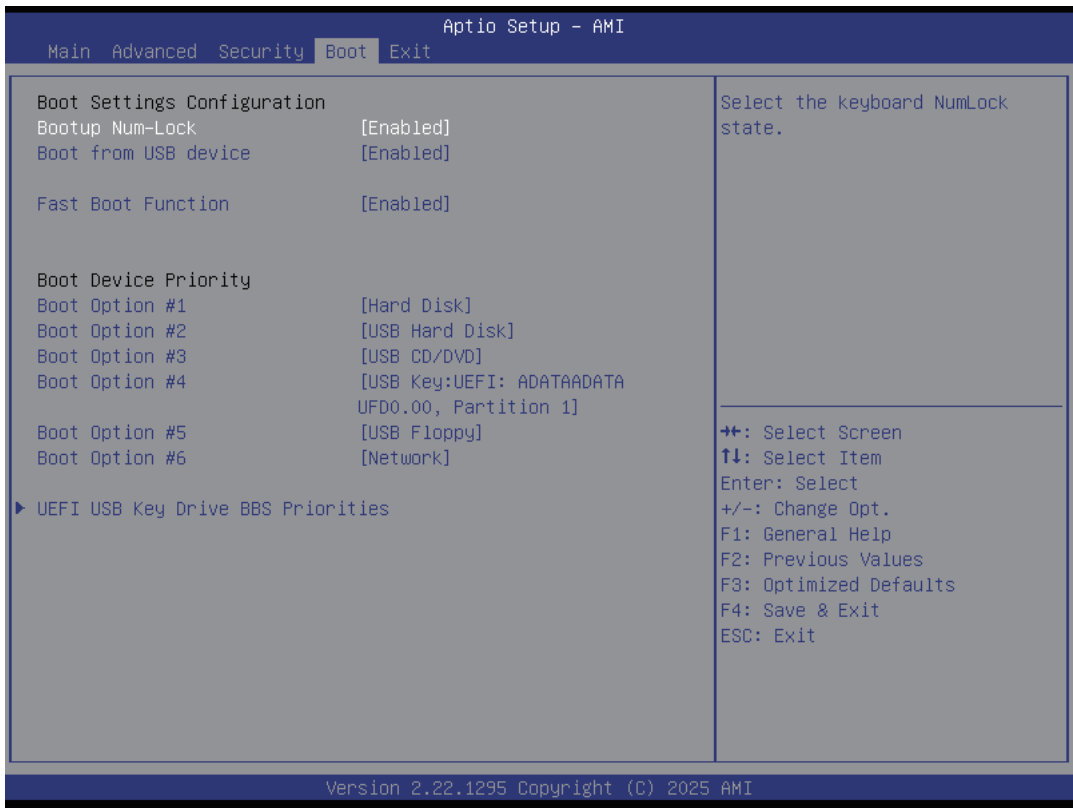 Aptio Setup – AMI
Main Advanced Security Boot Exit
Boot Settings Configuration
Bootup Num-Lock [Enabled]
Boot from USB device [Enabled]
Fast Boot Function [Enabled]
Boot Device Priority
Boot Option #1 [Hard Disk]
Boot Option #2 [USB Hard Disk]
Boot Option #3 [USB CD/DVD]
Boot Option #4 [USB Key:UEFI: ADATAADATA
UFD0.00, Partition 1]
Boot Option #5 [USB Floppy]
Boot Option #6 [Network]
▶ UEFI USB Key Drive BBS Priorities
Select the keyboard NumLock
state.
→←: Select Screen
↑↓: Select Item
Enter: Select
+/-: Change Opt.
F1: General Help
F2: Previous Values
F3: Optimized Defaults
F4: Save & Exit
ESC: Exit
Version 2.22.1295 Copyright (C) 2025 AMI